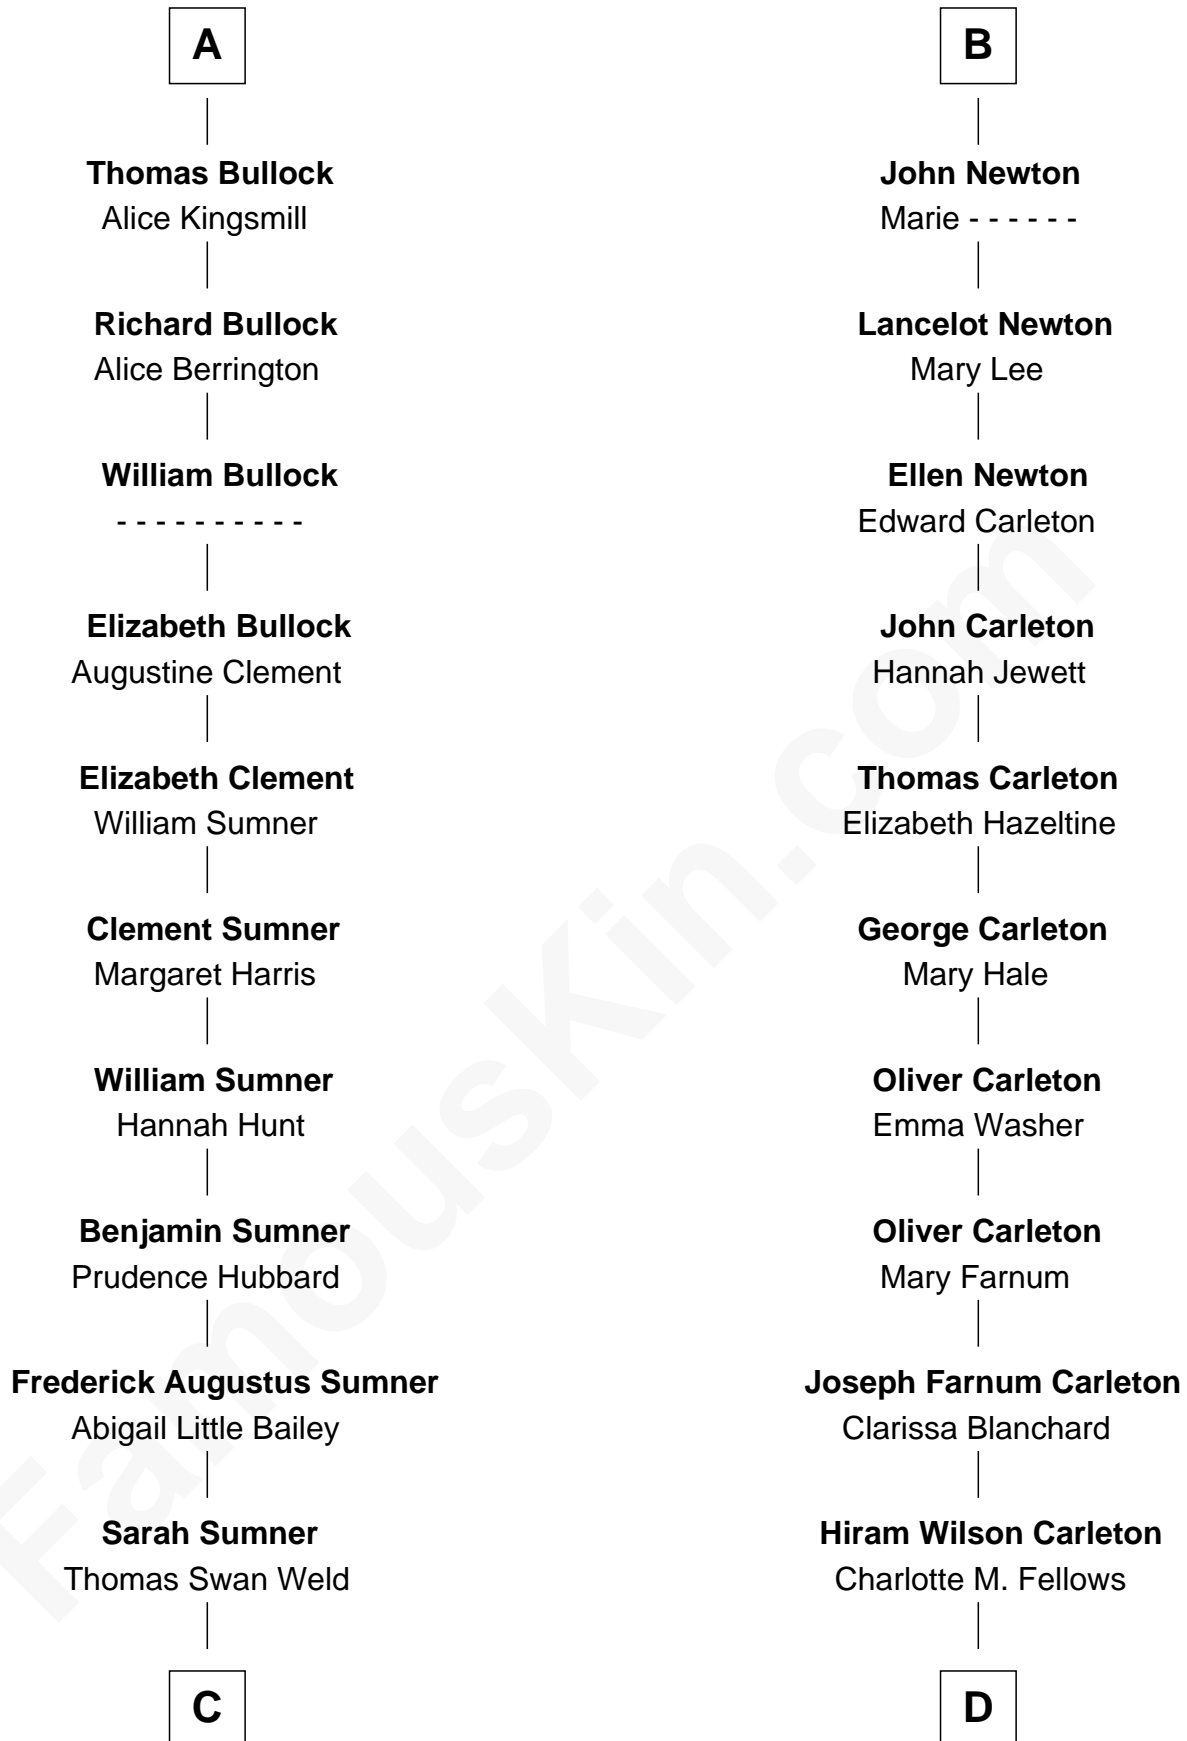 A
Thomas Bullock
Alice Kingsmill
Richard Bullock
Alice Berrington
William Bullock
- - - - - - - - - -
Elizabeth Bullock
Augustine Clement
Elizabeth Clement
William Sumner
Clement Sumner
Margaret Harris
William Sumner
Hannah Hunt
Benjamin Sumner
Prudence Hubbard
Frederick Augustus Sumner
Abigail Little Bailey
Sarah Sumner
Thomas Swan Weld
C
B
John Newton
Marie - - - - - -
Lancelot Newton
Mary Lee
Ellen Newton
Edward Carleton
John Carleton
Hannah Jewett
Thomas Carleton
Elizabeth Hazeltine
George Carleton
Mary Hale
Oliver Carleton
Emma Washer
Oliver Carleton
Mary Farnum
Joseph Farnum Carleton
Clarissa Blanchard
Hiram Wilson Carleton
Charlotte M. Fellows
D
FamousKin.com